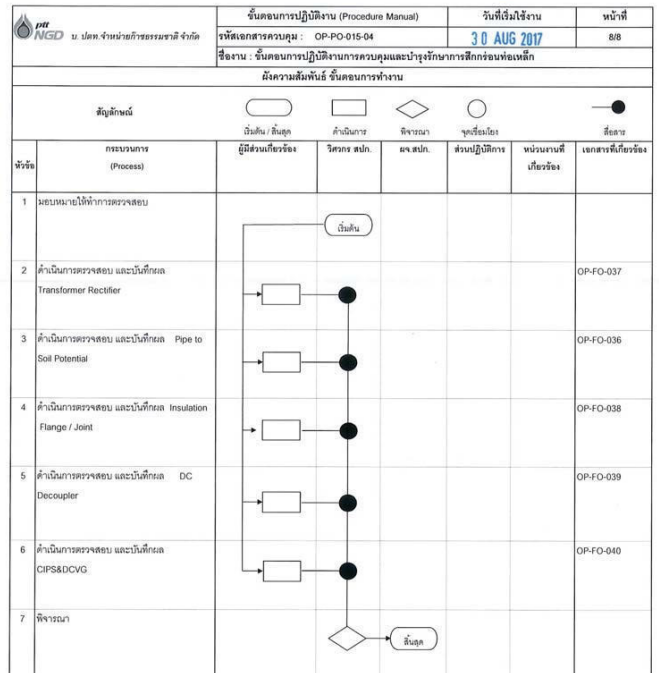 ptt
NGD บ. ปตท.จำหน่ายก๊าซธรรมชาติ จำกัด
ขั้นตอนการปฏิบัติงาน (Procedure Manual)
วันที่เริ่มใช้งาน
หน้าที่
รหัสเอกสารควบคุม : OP-PO-015-04
30 AUG 2017
8/8
ชื่องาน : ขั้นตอนการปฏิบัติงานการควบคุมและบำรุงรักษาการสึกกร่อนท่อเหล็ก
ผังความสัมพันธ์ ขั้นตอนการทำงาน
สัญลักษณ์
เริ่มต้น / สิ้นสุด
ดำเนินการ
พิจารณา
จุดเชื่อมโยง
สื่อสาร
หัวข้อ
กระบวนการ
(Process)
ผู้มีส่วนเกี่ยวข้อง
วิศวกร สปก.
ผจ.สปก.
ส่วนปฏิบัติการ
หน่วยงานที่
เกี่ยวข้อง
เอกสารที่เกี่ยวข้อง
1 มอบหมายให้ทำการตรวจสอบ
เริ่มต้น
2 ดำเนินการตรวจสอบ และบันทึกผล
Transformer Rectifier
OP-FO-037
3 ดำเนินการตรวจสอบ และบันทึกผล Pipe to
Soil Potential
OP-FO-036
4 ดำเนินการตรวจสอบ และบันทึกผล Insulation
Flange / Joint
OP-FO-038
5 ดำเนินการตรวจสอบ และบันทึกผล DC
Decoupler
OP-FO-039
6 ดำเนินการตรวจสอบ และบันทึกผล
CIPS&DCVG
OP-FO-040
7 พิจารณา
สิ้นสุด